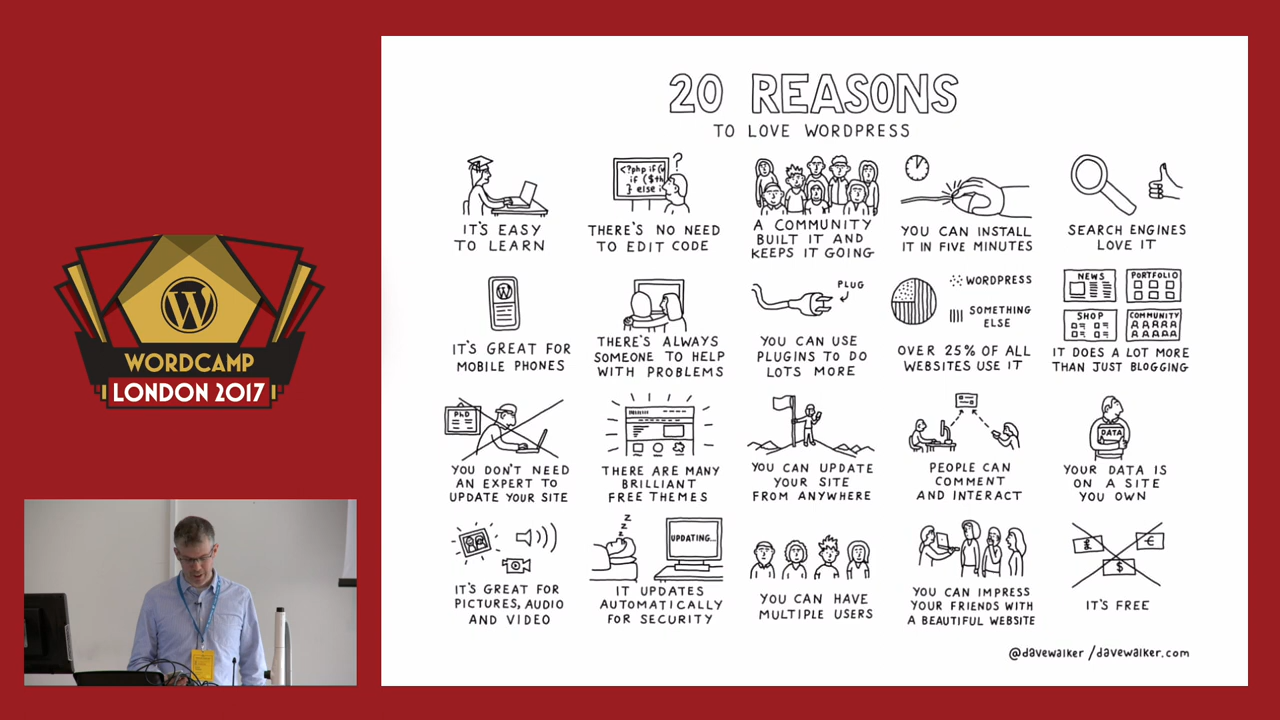 20 REASONS
TO LOVE WORDPRESS
IT'S EASY
TO LEARN
<?php if(w
if ($th
} else i
?
THERE'S NO NEED
TO EDIT CODE
A COMMUNITY
BUILT IT AND
KEEPS IT GOING
YOU CAN INSTALL
IT IN FIVE MINUTES
SEARCH ENGINES
LOVE IT
W
IT'S GREAT FOR
MOBILE PHONES
THERE'S ALWAYS
SOMEONE TO HELP
WITH PROBLEMS
PLUG
YOU CAN USE
PLUGINS TO DO
LOTS MORE
WORDPRESS
SOMETHING
ELSE
OVER 25% OF ALL
WEBSITES USE IT
NEWS
PORTFOLIO
SHOP
COMMUNITY
IT DOES A LOT MORE
THAN JUST BLOGGING
PhD
YOU DON'T NEED
AN EXPERT TO
UPDATE YOUR SITE
THERE ARE MANY
BRILLIANT
FREE THEMES
YOU CAN UPDATE
YOUR SITE
FROM ANYWHERE
PEOPLE CAN
COMMENT
AND INTERACT
DATA
YOUR DATA IS
ON A SITE
YOU OWN
IT'S GREAT FOR
PICTURES, AUDIO
AND VIDEO
z
z
z
UPDATING...
IT UPDATES
AUTOMATICALLY
FOR SECURITY
YOU CAN HAVE
MULTIPLE USERS
YOU CAN IMPRESS
YOUR FRIENDS WITH
A BEAUTIFUL WEBSITE
£
€
$
IT'S FREE
@davewalker /davewalker.com
W
WORDCAMP
LONDON 2017